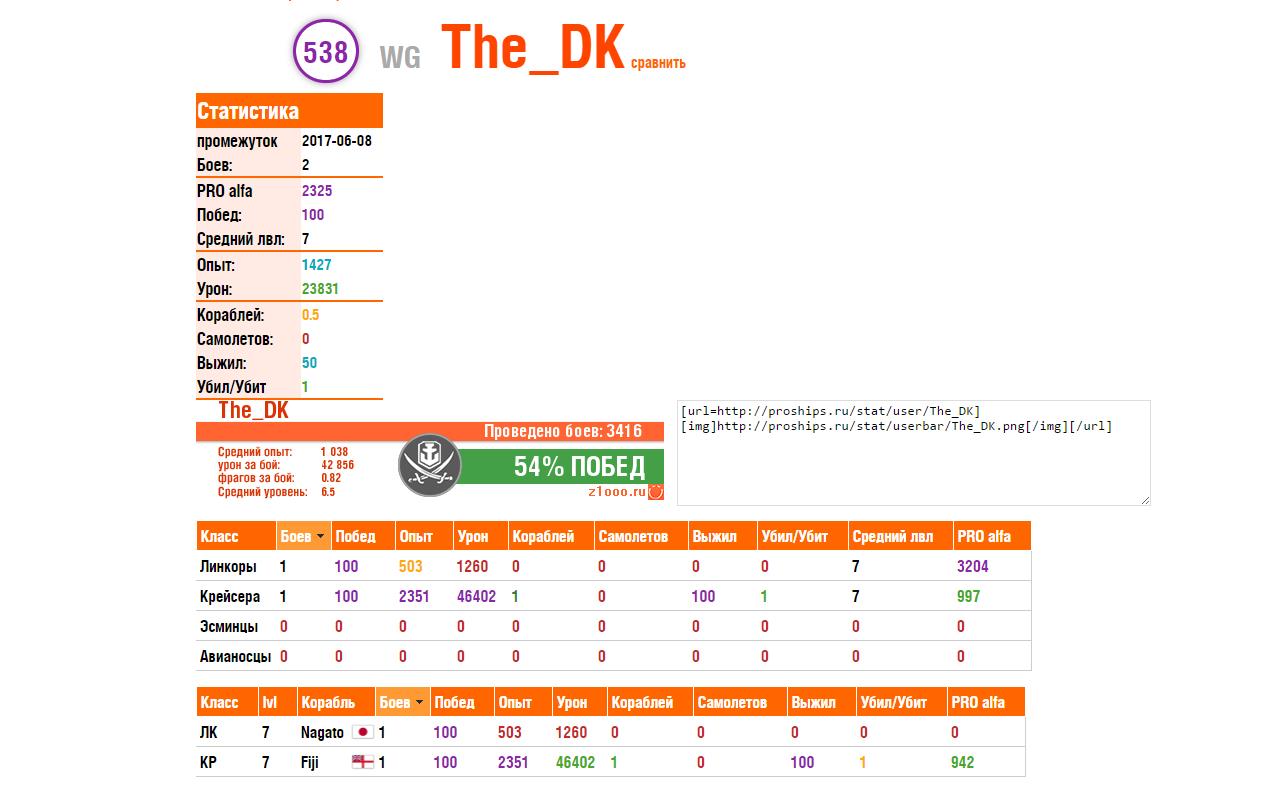 538 WG The_DK сравнить
Статистика
промежуток 2017-06-08
Боев: 2
PRO alfa 2325
Побед: 100
Средний лвл: 7
Опыт: 1427
Урон: 23831
Кораблей: 0.5
Самолетов: 0
Выжил: 50
Убил/Убит 1
The_DK
Проведено боев: 3416
Средний опыт: 1 038
урон за бой: 42 856
фрагов за бой: 0.82
Средний уровень: 6.5
54% ПОБЕД
z1ooo.ru
[url=http://proships.ru/stat/user/The_DK]
[img]http://proships.ru/stat/userbar/The_DK.png[/img][/url]
Класс Боев Побед Опыт Урон Кораблей Самолетов Выжил Убил/Убит Средний лвл PRO alfa
Линкоры 1 100 503 1260 0 0 0 0 7 3204
Крейсера 1 100 2351 46402 1 0 100 1 7 997
Эсминцы 0 0 0 0 0 0 0 0 0 0
Авианосцы 0 0 0 0 0 0 0 0 0 0
Класс lvl Корабль Боев Побед Опыт Урон Кораблей Самолетов Выжил Убил/Убит PRO alfa
ЛК 7 Nagato 1 100 503 1260 0 0 0 0 0
КР 7 Fiji 1 100 2351 46402 1 0 100 1 942